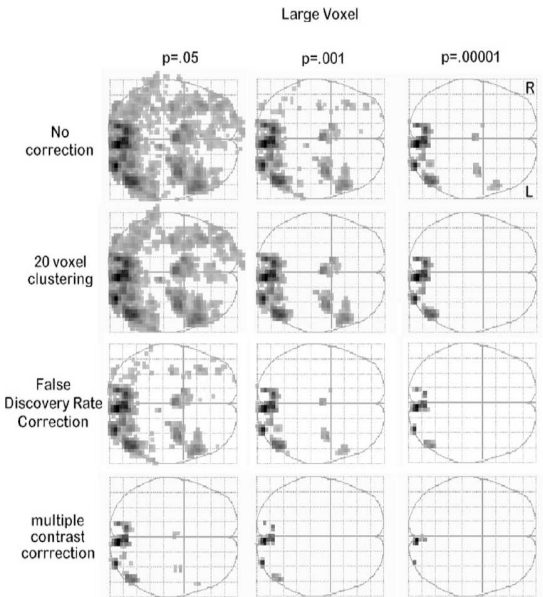 Large Voxel
p=.05 p=.001 p=.00001
R
No
correction
L
20 voxel
clustering
False
Discovery Rate
Correction
multiple
contrast
corrrection